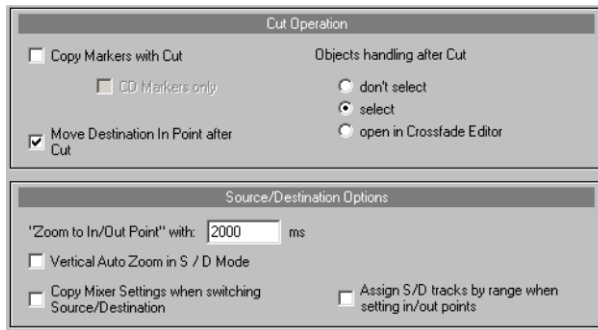 Cut Operation
Copy Markers with Cut
CD Markers only
Move Destination In Point after
Cut
Objects handling after Cut
don't select
select
open in Crossfade Editor
Source/Destination Options
"Zoom to In/Out Point" with: 2000 ms
Vertical Auto Zoom in S / D Mode
Copy Mixer Settings when switching
Source/Destination
Assign S/D tracks by range when
setting in/out points